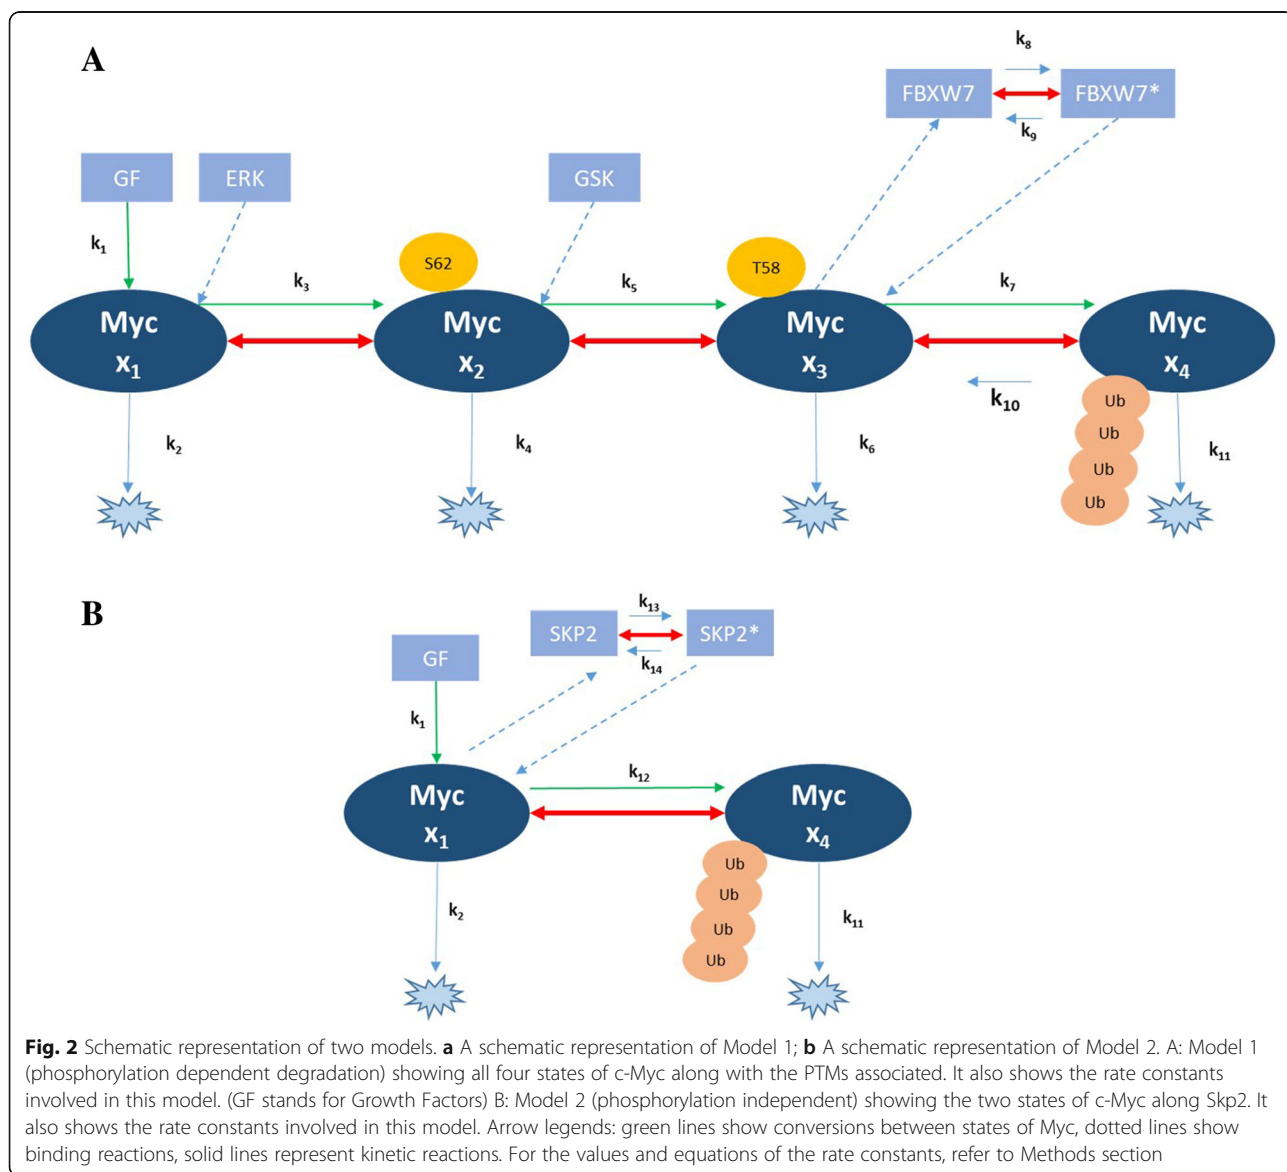 A
k8
FBXW7
FBXW7*
k9
GF
ERK
GSK
k1
S62
T58
k3
k5
k7
Myc
x1
Myc
x2
Myc
x3
Myc
x4
k10
k2
k4
k6
k11
Ub
Ub
Ub
Ub
B
k13
SKP2
SKP2*
k14
GF
k1
k12
Myc
x1
Myc
x4
k2
k11
Ub
Ub
Ub
Ub
Fig. 2 Schematic representation of two models. a A schematic representation of Model 1; b A schematic representation of Model 2. A: Model 1
(phosphorylation dependent degradation) showing all four states of c-Myc along with the PTMs associated. It also shows the rate constants
involved in this model. (GF stands for Growth Factors) B: Model 2 (phosphorylation independent) showing the two states of c-Myc along Skp2. It
also shows the rate constants involved in this model. Arrow legends: green lines show conversions between states of Myc, dotted lines show
binding reactions, solid lines represent kinetic reactions. For the values and equations of the rate constants, refer to Methods section